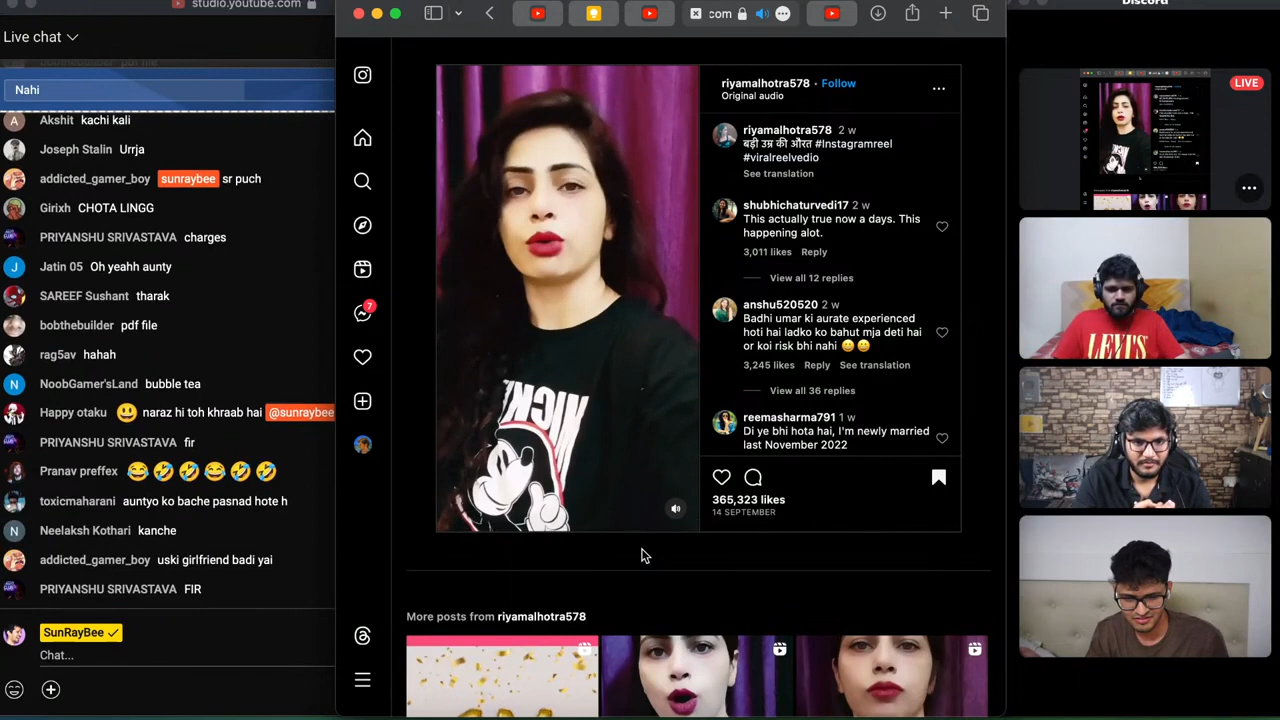 studio.youtube.com
Live chat
Nahi
Akshit kachi kali
Joseph Stalin Urrja
addicted_gamer_boy sunraybee sr puch
Girixh CHOTA LINGG
PRIYANSHU SRIVASTAVA charges
Jatin 05 Oh yeahh aunty
SAREEF Sushant tharak
bobthebuilder pdf file
rag5av hahah
NoobGamer'sLand bubble tea
Happy otaku 😃 naraz hi toh khraab hai @sunraybee
PRIYANSHU SRIVASTAVA fir
Pranav preffex 😂🤣🤣😂🤣🤣
toxicmaharani auntyo ko bache pasnad hote h
Neelaksh Kothari kanche
addicted_gamer_boy uski girlfriend badi yai
PRIYANSHU SRIVASTAVA FIR
SunRayBee
Chat...
com
7
NICKE
riyamalhotra578 · Follow
Original audio
riyamalhotra578 2 w
बड़ी उम्र की औरत #Instagramreel
#viralreelvedio
See translation
shubhichaturvedi17 2 w
This actually true now a days. This
happening alot.
3,011 likes Reply
View all 12 replies
anshu520520 2 w
Badhi umar ki aurate experienced
hoti hai ladko ko bahut mja deti hai
or koi risk bhi nahi 😄😄
3,245 likes Reply See translation
View all 36 replies
reemasharma791 1 w
Di ye bhi hota hai, I'm newly married
last November 2022
365,323 likes
14 SEPTEMBER
More posts from riyamalhotra578
Discord
LIVE
LEVI'S